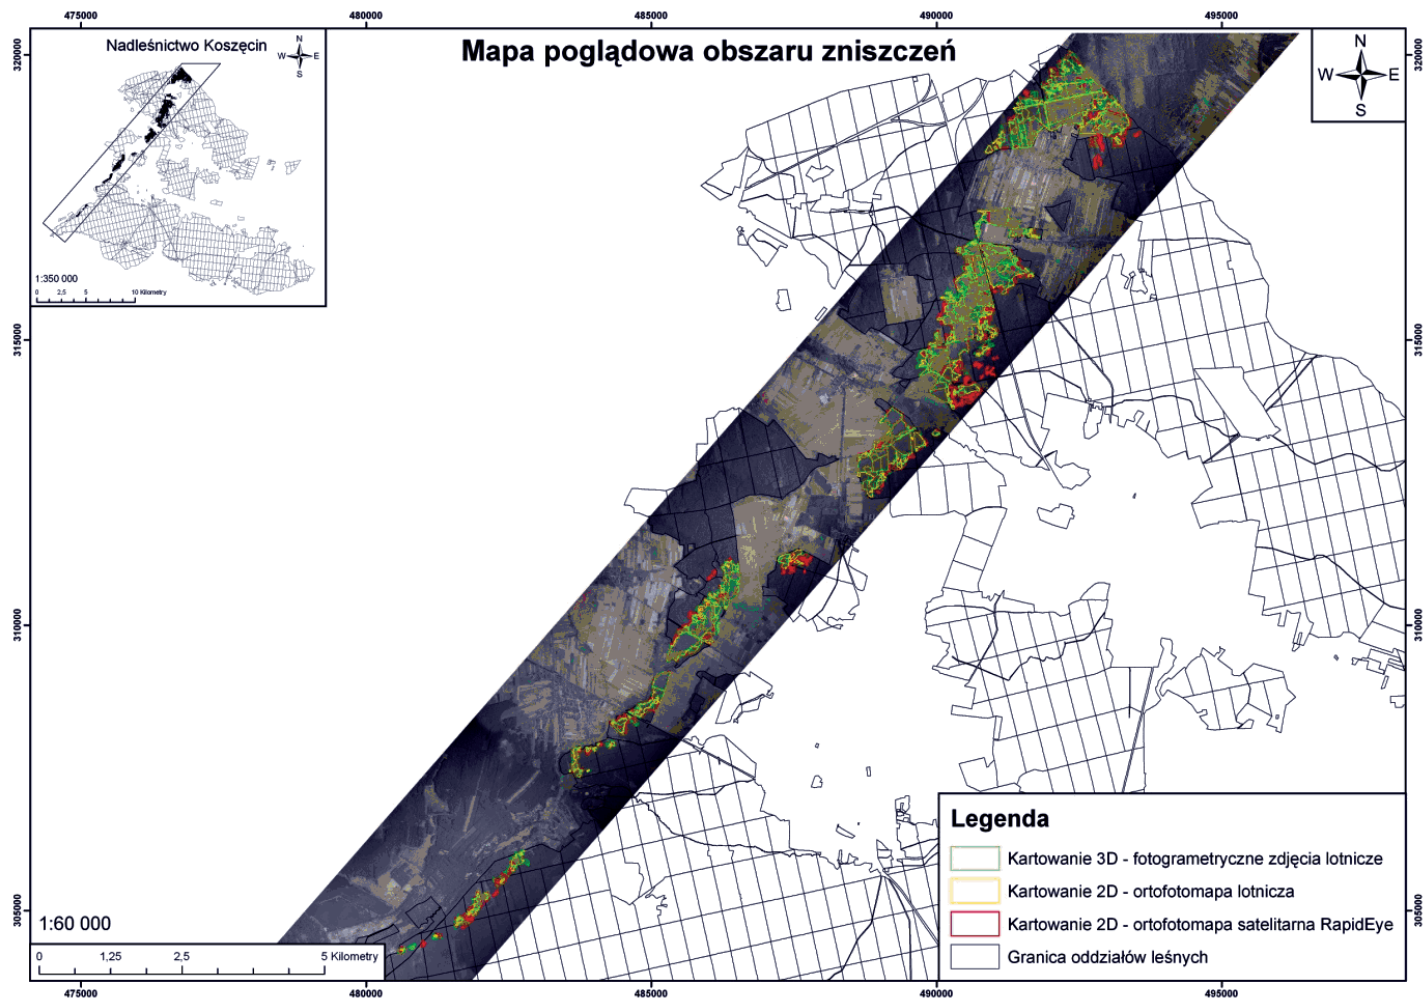 475000 480000 485000 490000 495000
Nadleśnictwo Koszęcin
N
W E
S
1:350 000
0 2,5 5 10 Kilometry
Mapa poglądowa obszaru zniszczeń
N
W E
S
320000 320000
315000 315000
310000 310000
305000 305000
Legenda
Kartowanie 3D - fotogrametryczne zdjęcia lotnicze
Kartowanie 2D - ortofotomapa lotnicza
Kartowanie 2D - ortofotomapa satelitarna RapidEye
Granica oddziałów leśnych
1:60 000
0 1,25 2,5 5 Kilometry
475000 480000 485000 490000 495000